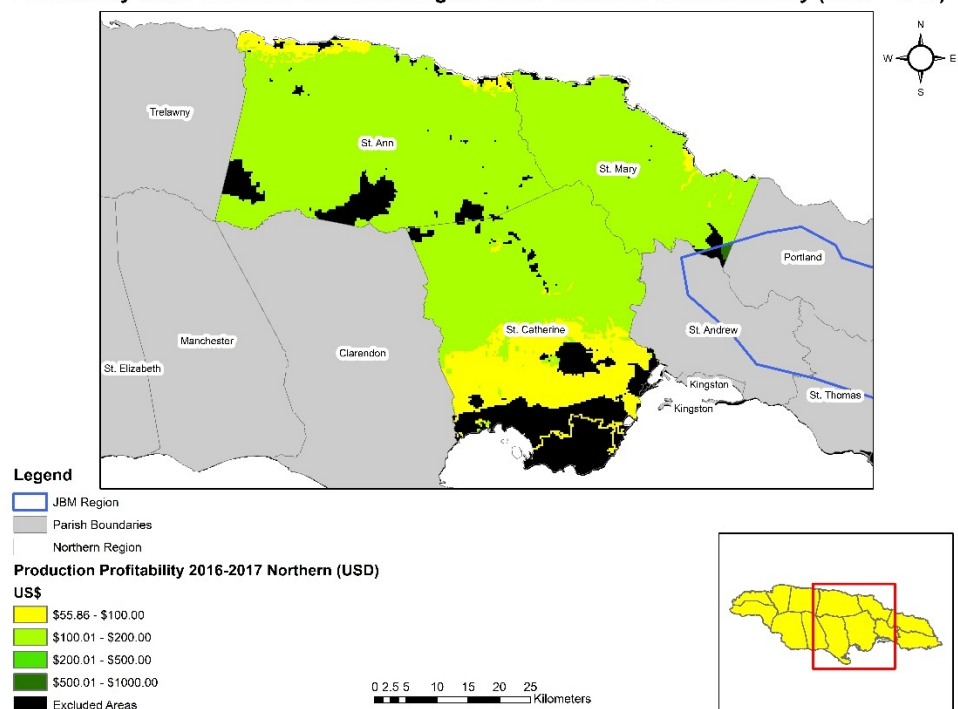 N
W
E
S
Trelawny
St. Ann
St. Mary
Portland
St. Catherine
St. Andrew
Manchester
Clarendon
St. Elizabeth
Kingston
St. Thomas
Kingston
Legend
JBM Region
Parish Boundaries
Northern Region
Production Profitability 2016-2017 Northern (USD)
US$
$55.86 - $100.00
$100.01 - $200.00
$200.01 - $500.00
$500.01 - $1000.00
Excluded Areas
0 2.5 5 10 15 20 25
Kilometers